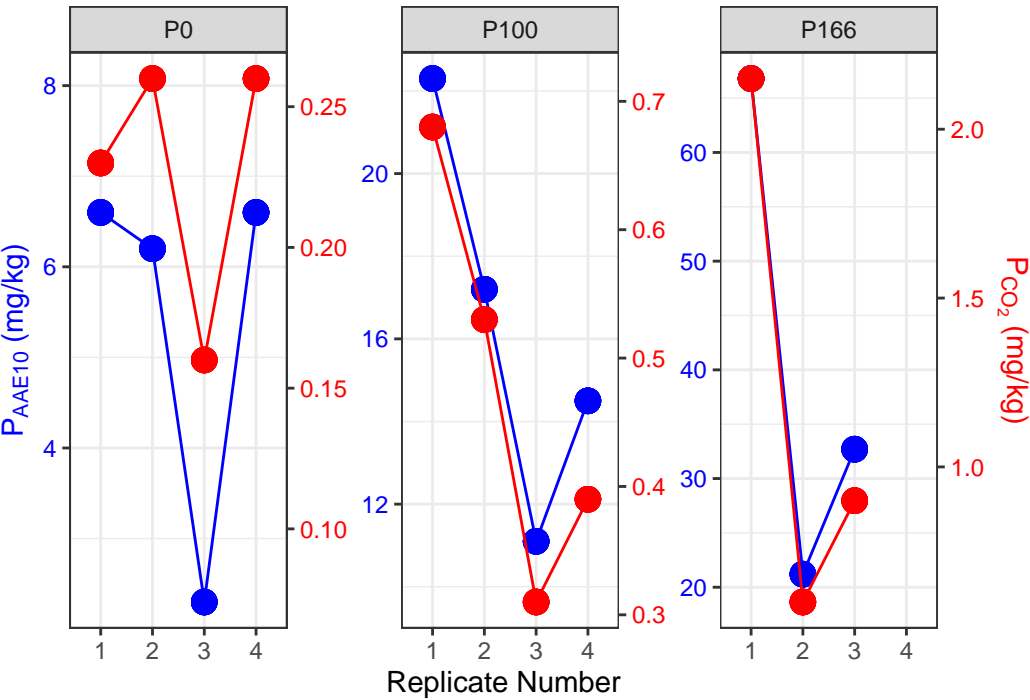 P0
P100
P166
P_AAE10 (mg/kg)
8
6
4
0.25
0.20
0.15
0.10
20
16
12
0.7
0.6
0.5
0.4
0.3
60
50
40
30
20
2.0
1.5
1.0
P_CO₂ (mg/kg)
1 2 3 4
1 2 3 4
1 2 3 4
Replicate Number